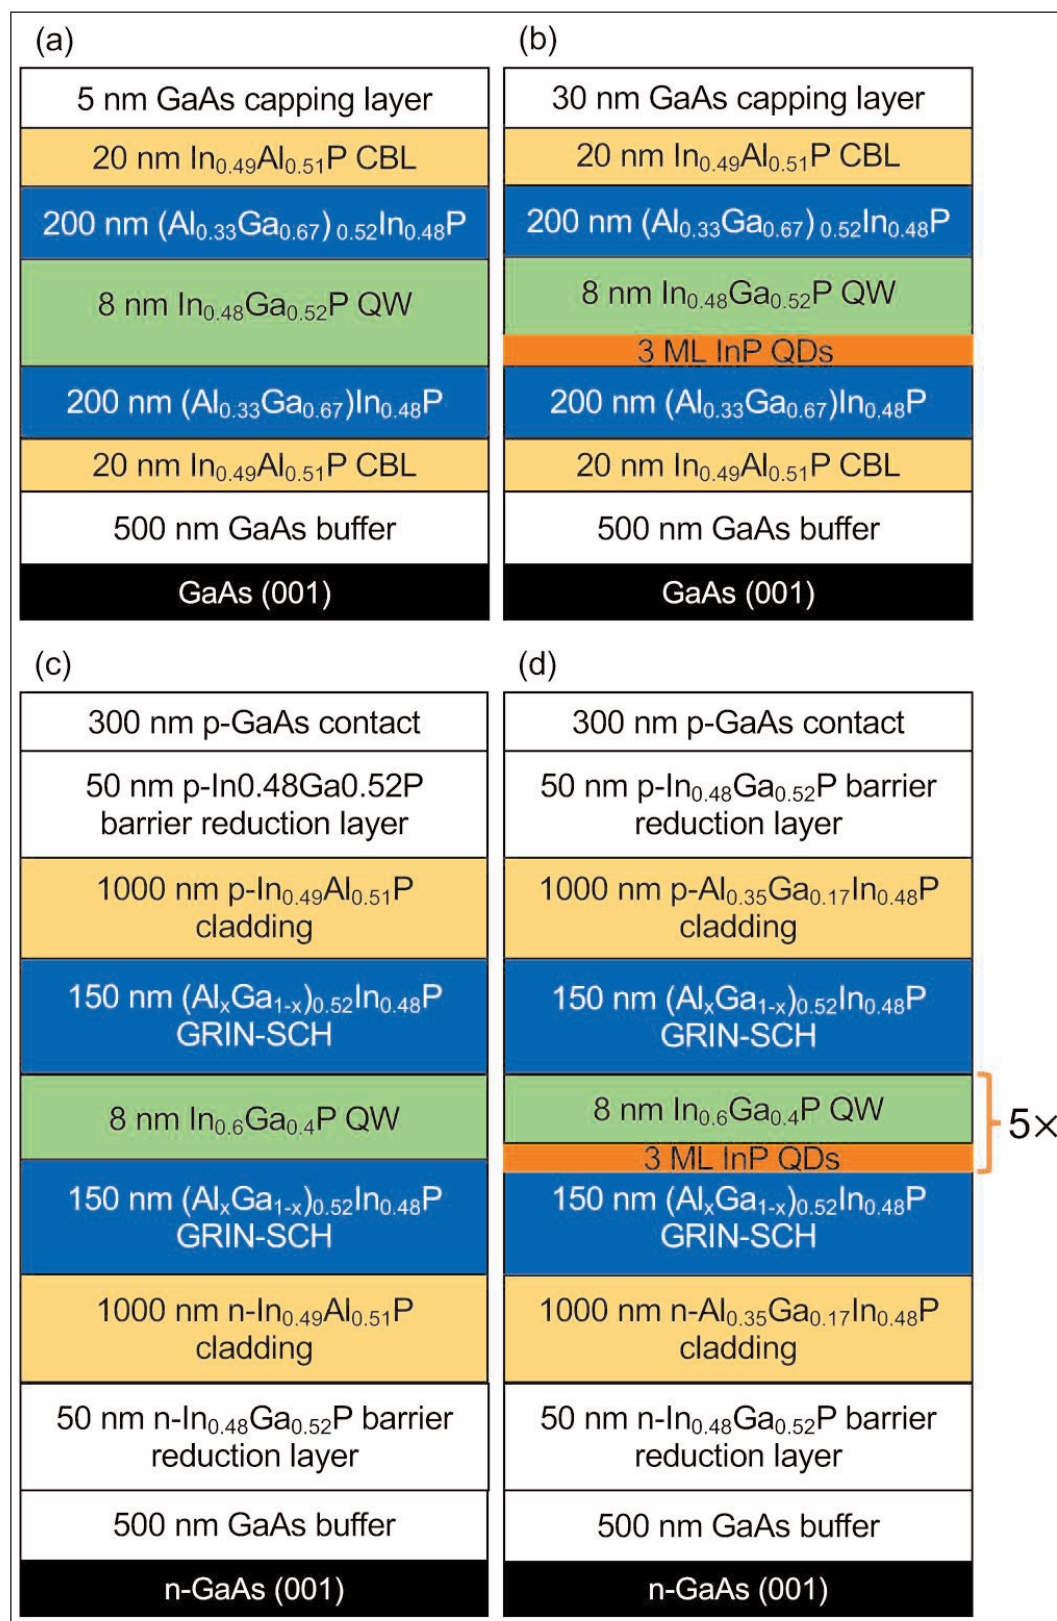 (a)
5 nm GaAs capping layer
20 nm In₀.₄₉Al₀.₅₁P CBL
200 nm (Al₀.₃₃Ga₀.₆₇) ₀.₅₂In₀.₄₈P
8 nm In₀.₄₈Ga₀.₅₂P QW
200 nm (Al₀.₃₃Ga₀.₆₇)In₀.₄₈P
20 nm In₀.₄₉Al₀.₅₁P CBL
500 nm GaAs buffer
GaAs (001)
(b)
30 nm GaAs capping layer
20 nm In₀.₄₉Al₀.₅₁P CBL
200 nm (Al₀.₃₃Ga₀.₆₇) ₀.₅₂In₀.₄₈P
8 nm In₀.₄₈Ga₀.₅₂P QW
3 ML InP QDs
200 nm (Al₀.₃₃Ga₀.₆₇)In₀.₄₈P
20 nm In₀.₄₉Al₀.₅₁P CBL
500 nm GaAs buffer
GaAs (001)
(c)
300 nm p-GaAs contact
50 nm p-In0.48Ga0.52P
barrier reduction layer
1000 nm p-In₀.₄₉Al₀.₅₁P
cladding
150 nm (AlₓGa₁₋ₓ)₀.₅₂In₀.₄₈P
GRIN-SCH
8 nm In₀.₆Ga₀.₄P QW
150 nm (AlₓGa₁₋ₓ)₀.₅₂In₀.₄₈P
GRIN-SCH
1000 nm n-In₀.₄₉Al₀.₅₁P
cladding
50 nm n-In₀.₄₈Ga₀.₅₂P barrier
reduction layer
500 nm GaAs buffer
n-GaAs (001)
(d)
300 nm p-GaAs contact
50 nm p-In₀.₄₈Ga₀.₅₂P barrier
reduction layer
1000 nm p-Al₀.₃₅Ga₀.₁₇In₀.₄₈P
cladding
150 nm (AlₓGa₁₋ₓ)₀.₅₂In₀.₄₈P
GRIN-SCH
8 nm In₀.₆Ga₀.₄P QW
3 ML InP QDs
5×
150 nm (AlₓGa₁₋ₓ)₀.₅₂In₀.₄₈P
GRIN-SCH
1000 nm n-Al₀.₃₅Ga₀.₁₇In₀.₄₈P
cladding
50 nm n-In₀.₄₈Ga₀.₅₂P barrier
reduction layer
500 nm GaAs buffer
n-GaAs (001)